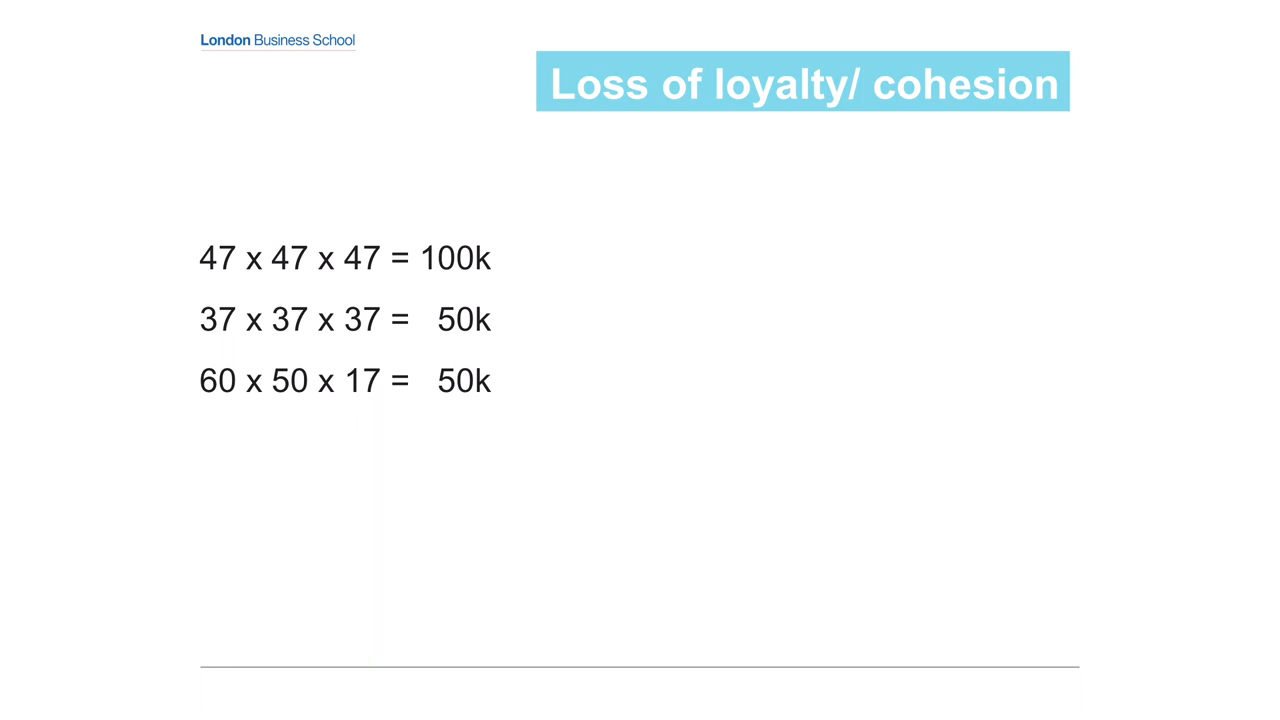 London Business School
Loss of loyalty/ cohesion
47 x 47 x 47 = 100k
37 x 37 x 37 = 50k
60 x 50 x 17 = 50k